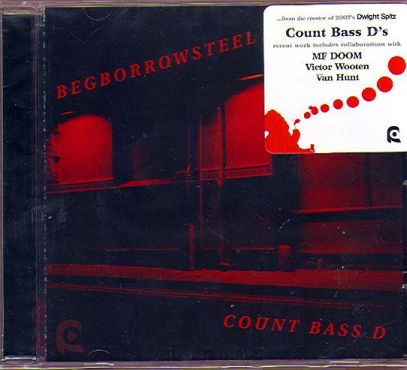 ...from the creator of 2002's Dwight Spitz
Count Bass D's
recent work includes collaborations with
MF DOOM
Victor Wooten
Van Hunt
BEGBORROWSTEEL
COUNT BASS D